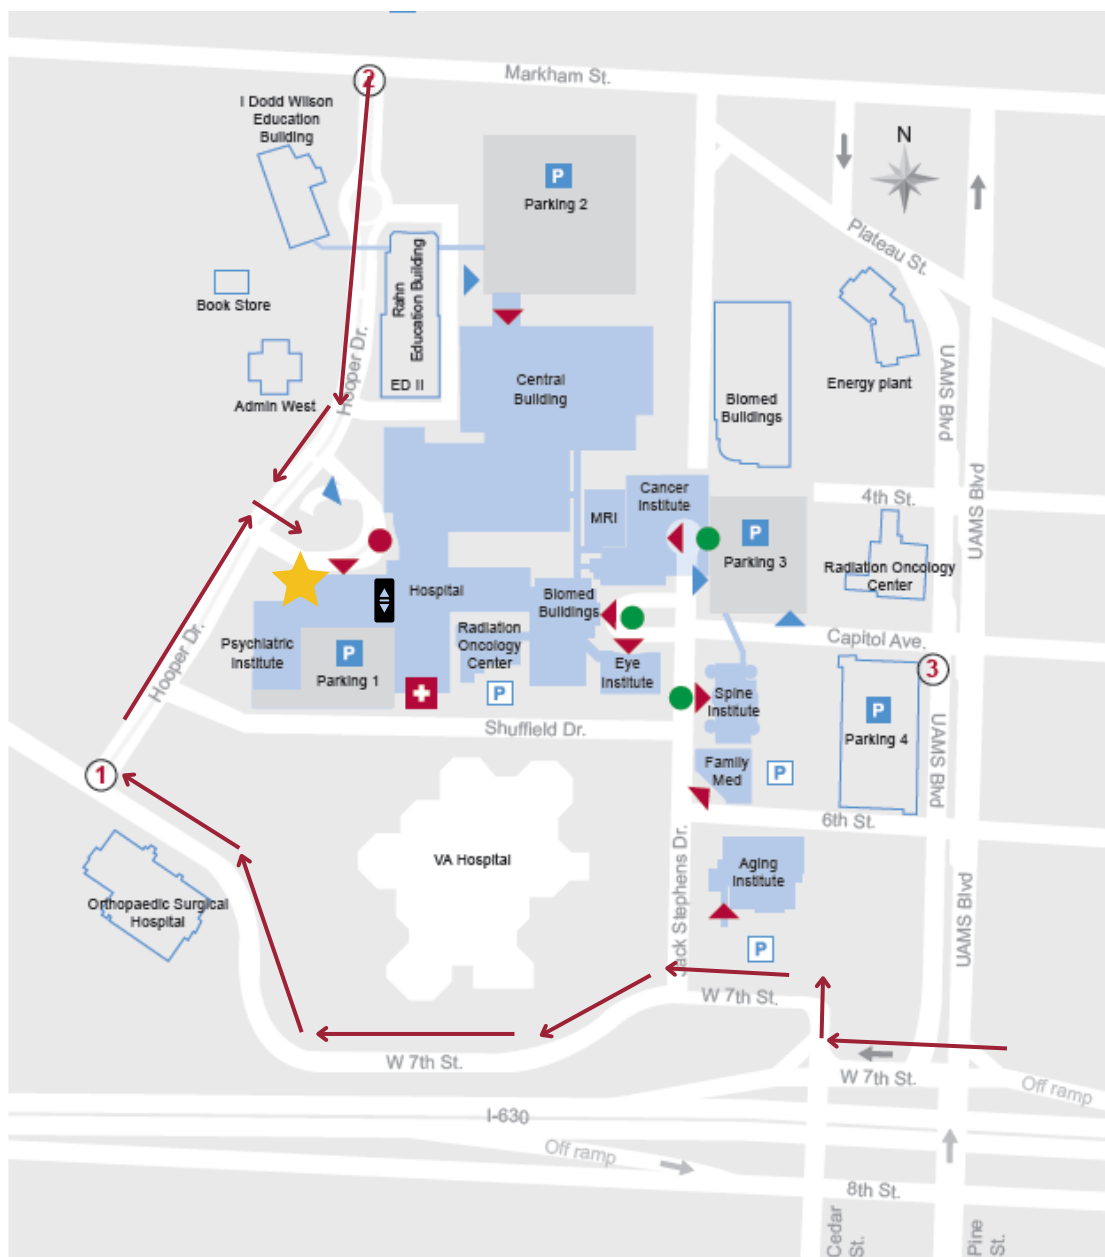 Markham St.
2
I Dodd Wilson
Education
Building
N
P
Parking 2
Plateau St.
Book Store
Rahn
Education Building
ED II
Hooper Dr.
Admin West
Central
Building
Energy plant
UAMS Blvd
Biomed
Buildings
Cancer
Institute
MRI
P
Parking 3
4th St.
UAMS Blvd
Radiation Oncology
Center
Hospital
Biomed
Buildings
Radiation
Oncology
Center
P
Psychiatric
Institute
P
Parking 1
Eye
Institute
Capitol Ave.
3
Spine
Institute
P
Parking 4
UAMS Blvd
Hooper Dr.
Shuffield Dr.
1
Family
Med
P
6th St.
VA Hospital
Jack Stephens Dr.
Aging
Institute
P
UAMS Blvd
Orthopaedic Surgical
Hospital
W 7th St.
W 7th St.
W 7th St.
Off ramp
I-630
Off ramp
8th St.
Cedar
St.
Pine
St.